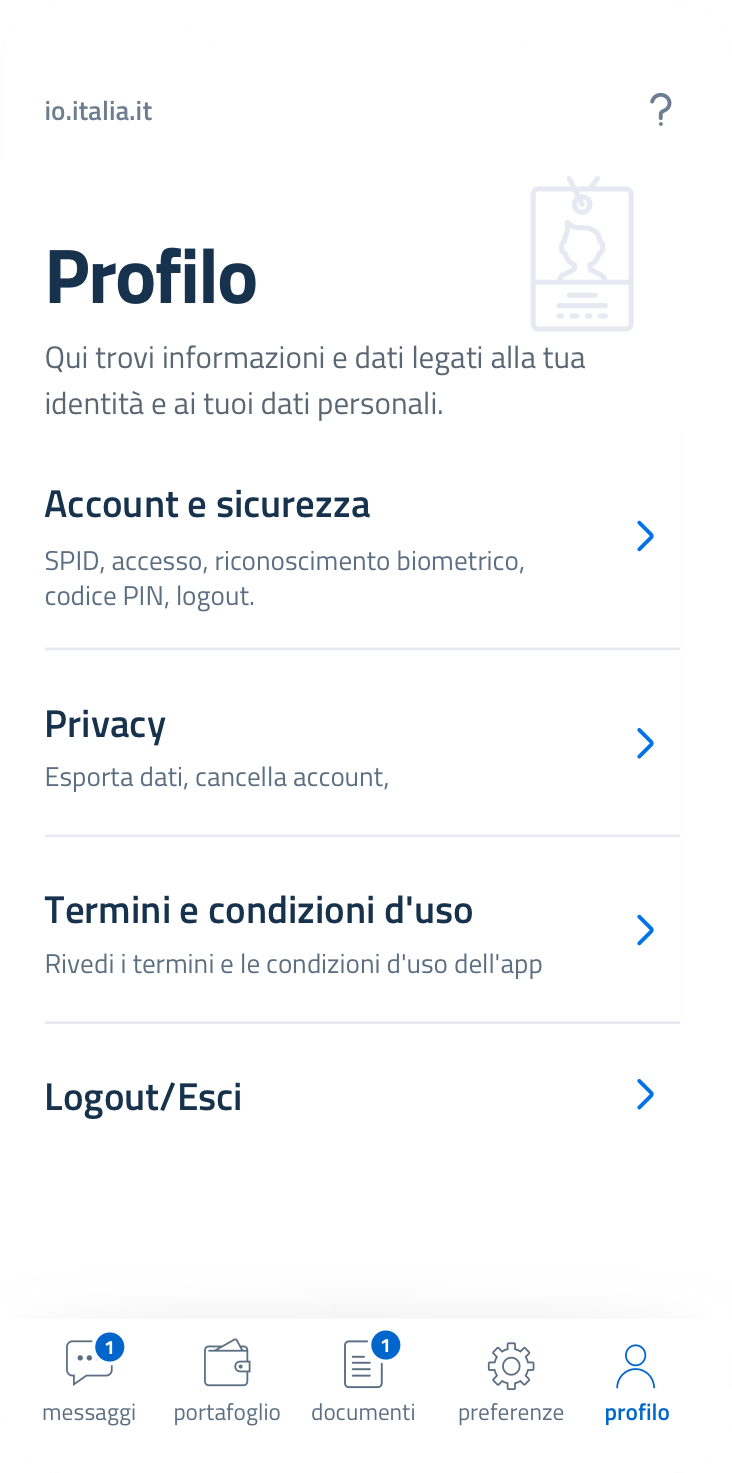 io.italia.it
?
Profilo
Qui trovi informazioni e dati legati alla tua
identità e ai tuoi dati personali.
Account e sicurezza
SPID, accesso, riconoscimento biometrico,
codice PIN, logout.
Privacy
Esporta dati, cancella account,
Termini e condizioni d'uso
Rivedi i termini e le condizioni d'uso dell'app
Logout/Esci
1 1
messaggi portafoglio documenti preferenze profilo